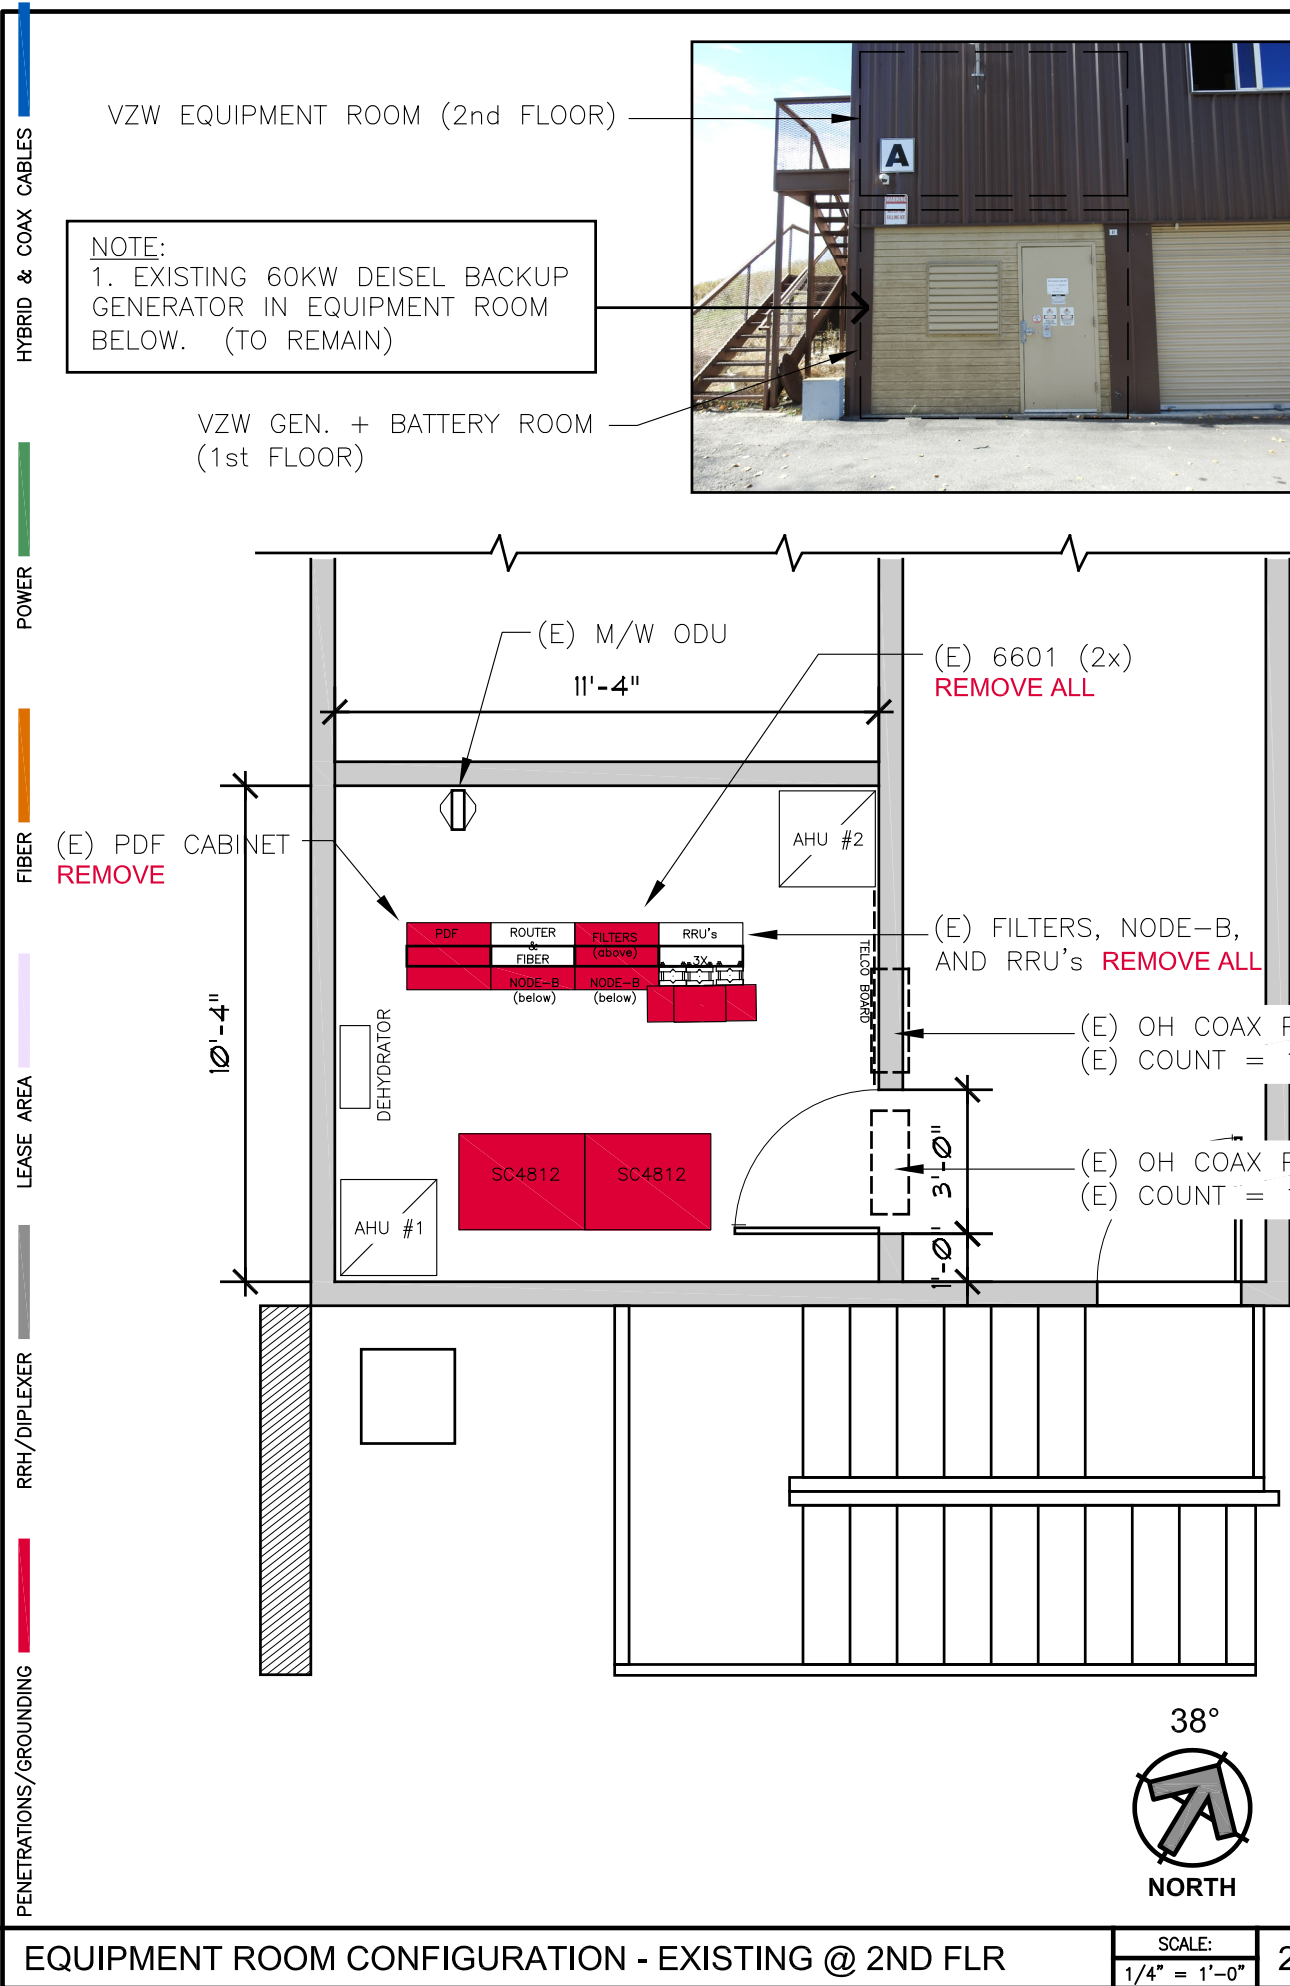 HYBRID & COAX CABLES
POWER
FIBER
LEASE AREA
RRH/DIPLEXER
PENETRATIONS/GROUNDING
VZW EQUIPMENT ROOM (2nd FLOOR)
NOTE:
1. EXISTING 60KW DEISEL BACKUP
GENERATOR IN EQUIPMENT ROOM
BELOW. (TO REMAIN)
VZW GEN. + BATTERY ROOM
(1st FLOOR)
A
WARNING
(E) M/W ODU
11'-4"
(E) 6601 (2x)
REMOVE ALL
(E) PDF CABINET
REMOVE
AHU #2
PDF
ROUTER
&
FIBER
FILTERS
(above)
RRU's
3X
NODE-B
(below)
NODE-B
(below)
TELCO BOARD
(E) FILTERS, NODE-B,
AND RRU's REMOVE ALL
10'-4"
DEHYDRATOR
(E) OH COAX
(E) COUNT =
SC4812
SC4812
3'-0"
(E) OH COAX
(E) COUNT =
AHU #1
1'-0"
38°
NORTH
EQUIPMENT ROOM CONFIGURATION - EXISTING @ 2ND FLR
SCALE:
1/4" = 1'-0"
2